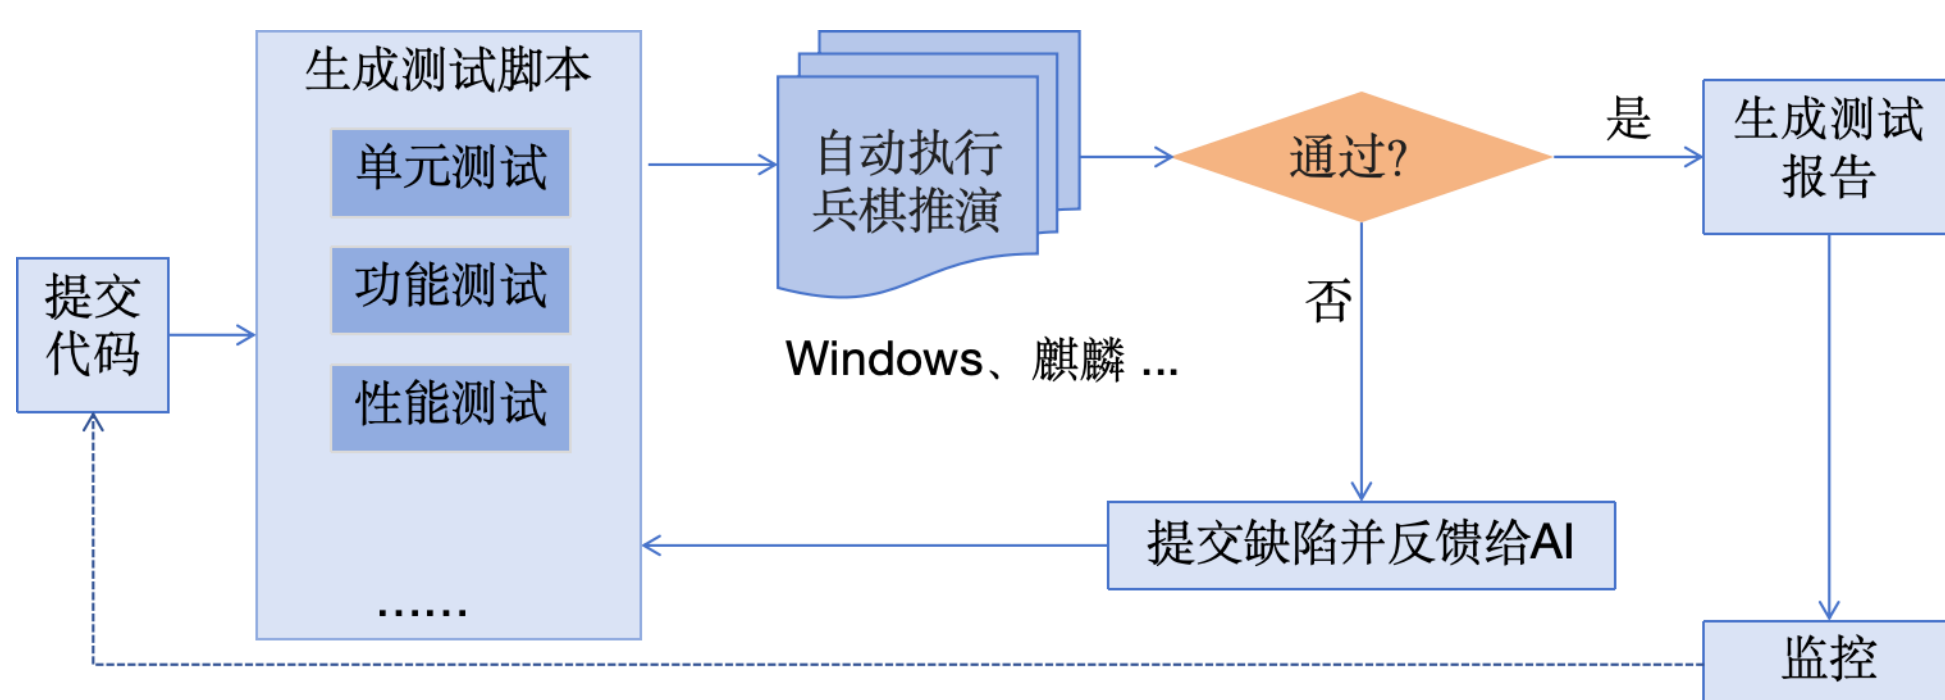 提交
代码
生成测试脚本
单元测试
功能测试
性能测试
......
自动执行
兵棋推演
Windows、麒麟 ...
通过?
是
否
生成测试
报告
提交缺陷并反馈给AI
监控